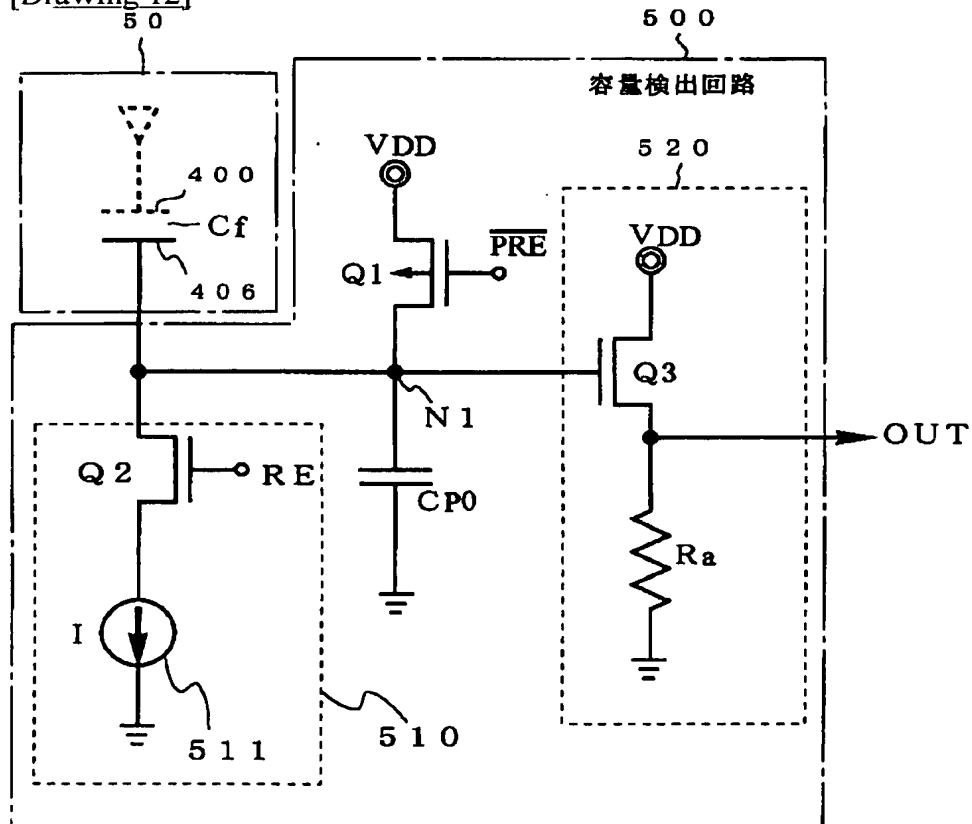 [Drawing 12]
５０
５００
容量検出回路
VDD
５２０
４００
Cf
PRE
VDD
Q1
４０６
Q3
N1
OUT
Q2
RE
CP0
Ra
I
５１１
５１０